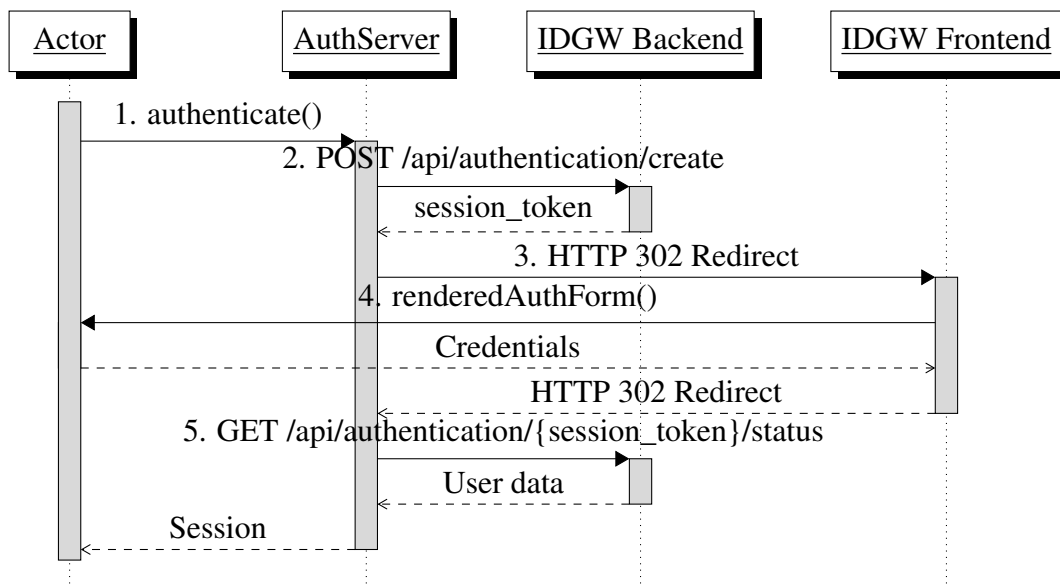 Actor
AuthServer
IDGW Backend
IDGW Frontend
1. authenticate()
2. POST /api/authentication/create
session_token
3. HTTP 302 Redirect
4. renderedAuthForm()
Credentials
HTTP 302 Redirect
5. GET /api/authentication/{session_token}/status
User data
Session